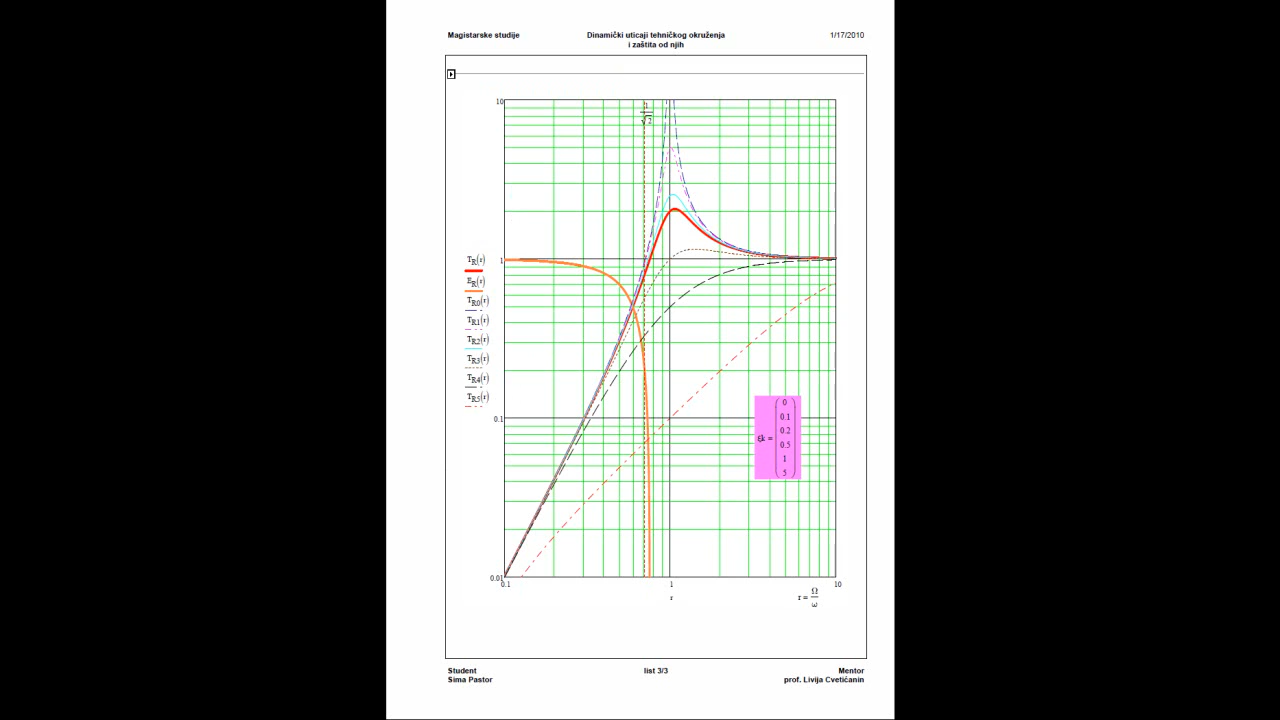 Magistarske studije
Dinamički uticaji tehničkog okruženja
i zaštita od njih
1/17/2010
10
1
√2
T_R(r)
E_R(r)
T_R0(r)
T_R1(r)
T_R2(r)
T_R3(r)
T_R4(r)
T_R5(r)
1
0.1
0.01
ξk =
0
0.1
0.2
0.5
1
5
0.1
1
10
r
r = Ω
ω
Student
Sima Pastor
list 3/3
Mentor
prof. Livija Cvetićanin